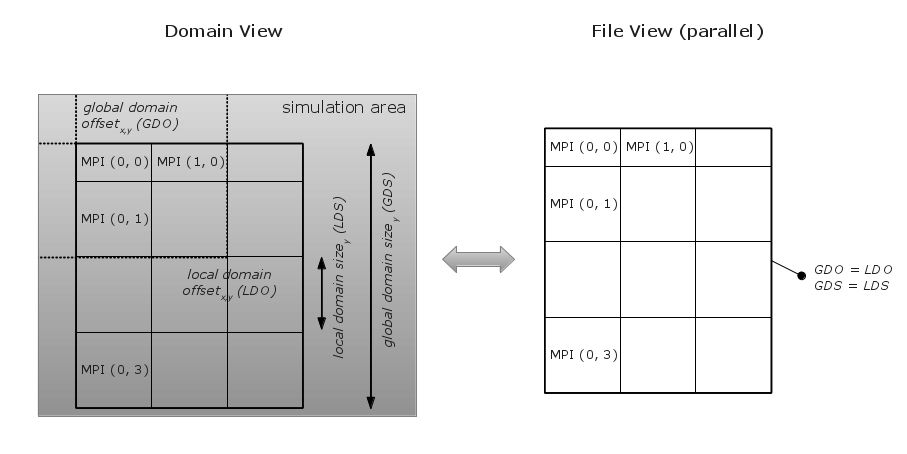 Domain View
File View (parallel)
global domain
offset x,y (GDO)
simulation area
MPI (0, 0)
MPI (1, 0)
MPI (0, 1)
local domain
offset x,y (LDO)
MPI (0, 3)
local domain size y (LDS)
global domain size y (GDS)
MPI (0, 0)
MPI (1, 0)
MPI (0, 1)
MPI (0, 3)
GDO = LDO
GDS = LDS